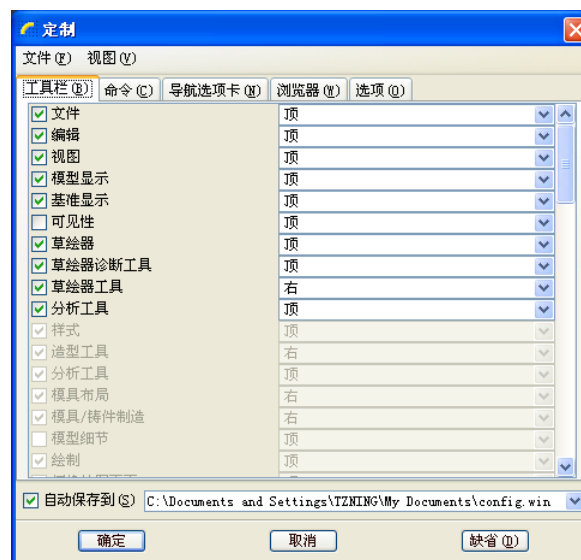 定制
文件(F) 视图(V)
工具栏(B) 命令(C) 导航选项卡(N) 浏览器(W) 选项(O)
文件 顶
编辑 顶
视图 顶
模型显示 顶
基准显示 顶
可见性 顶
草绘器 顶
草绘器诊断工具 顶
草绘器工具 右
分析工具 顶
样式 顶
造型工具 右
分析工具 顶
模具布局 右
模具/铸件制造 右
模型细节 顶
绘制 顶
自动保存到(S) C:\Documents and Settings\TZNING\My Documents\config.win
确定 取消 缺省(D)